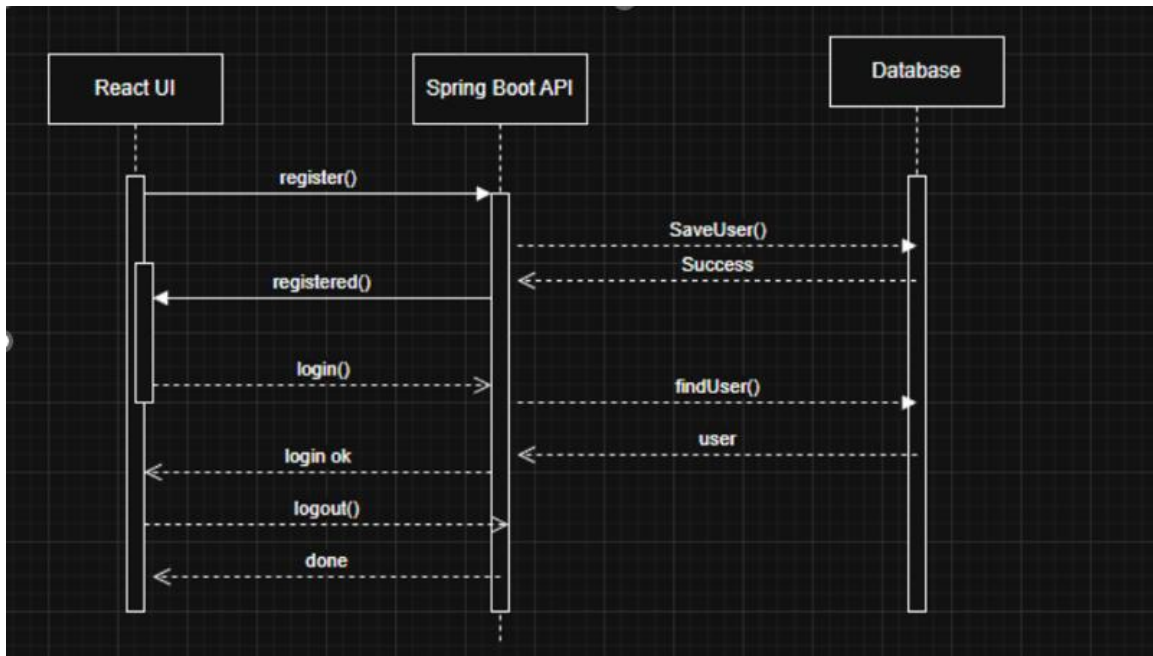 React UI
Spring Boot API
Database
register()
SaveUser()
Success
registered()
login()
findUser()
user
login ok
logout()
done